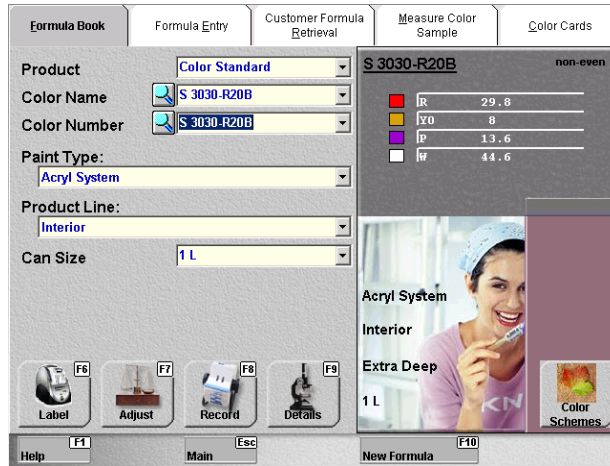 Formula Book
Formula Entry
Customer Formula
Retrieval
Measure Color
Sample
Color Cards
Product
Color Standard
Color Name
S 3030-R20B
Color Number
S 3030-R20B
Paint Type:
Acryl System
Product Line:
Interior
Can Size
1 L
S 3030-R20B
non-even
R 29.8
YO 8
P 13.6
W 44.6
Acryl System
Interior
Extra Deep
1 L
KN
F6
Label
F7
Adjust
F8
Record
F9
Details
Color
Schemes
F1
Help
Esc
Main
F10
New Formula